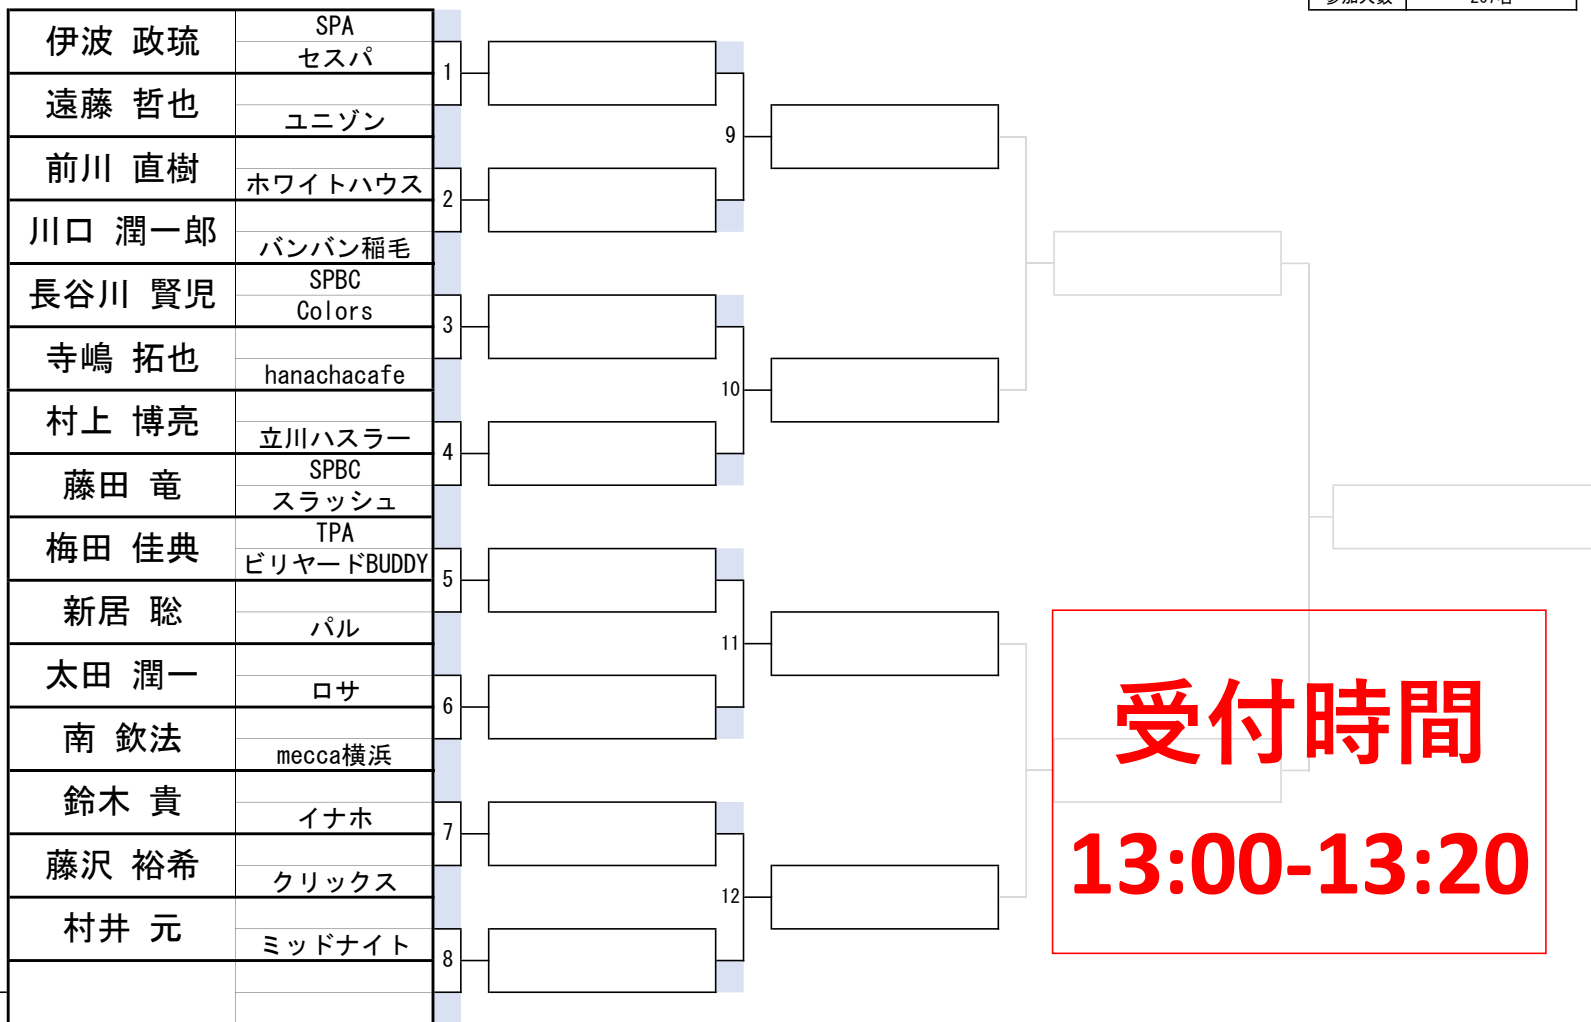 参加人数
伊波 政琉
SPA
セスパ
遠藤 哲也
ユニゾン
前川 直樹
ホワイトハウス
川口 潤一郎
バンバン稲毛
長谷川 賢児
SPBC
Colors
寺嶋 拓也
hanachacafe
村上 博亮
立川ハスラー
藤田 竜
SPBC
スラッシュ
梅田 佳典
TPA
ビリヤードBUDDY
新居 聡
パル
太田 潤一
ロサ
南 欽法
mecca横浜
鈴木 貴
イナホ
藤沢 裕希
クリックス
村井 元
ミッドナイト
1
2
3
4
5
6
7
8
9
10
11
12
受付時間
13:00-13:20